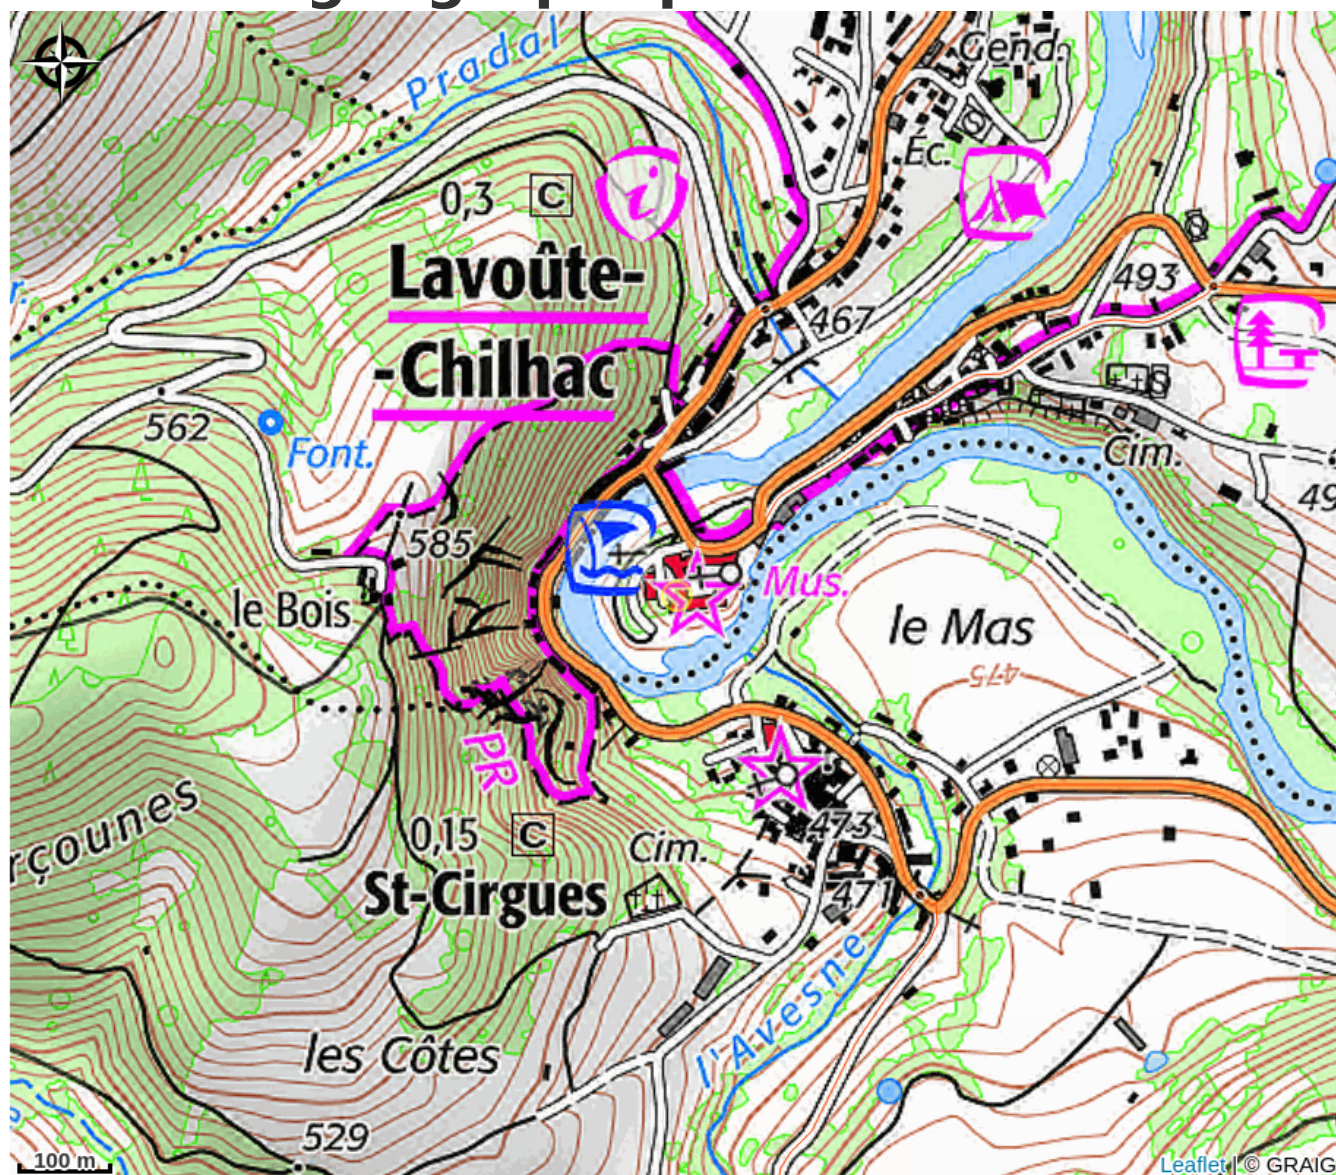 Pradal
Gend.
Éc.
i
0,3 C
Lavoûte-
-Chilhac
493
467
562
Font.
Cim.
585
Mus.
le Bois
le Mas
475
PR
0,15 C
473
Cim.
St-Cirgues
471
l'Avesne
les Côtes
529
100 m
Leaflet | © GRAIG